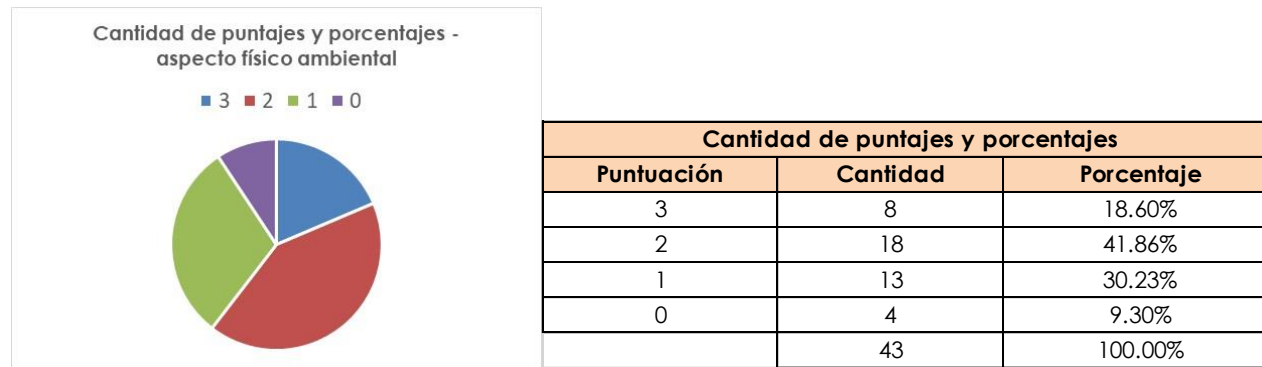 Cantidad de puntajes y porcentajes -
aspecto físico ambiental
3 2 1 0
Cantidad de puntajes y porcentajes
Puntuación Cantidad Porcentaje
3 8 18.60%
2 18 41.86%
1 13 30.23%
0 4 9.30%
43 100.00%